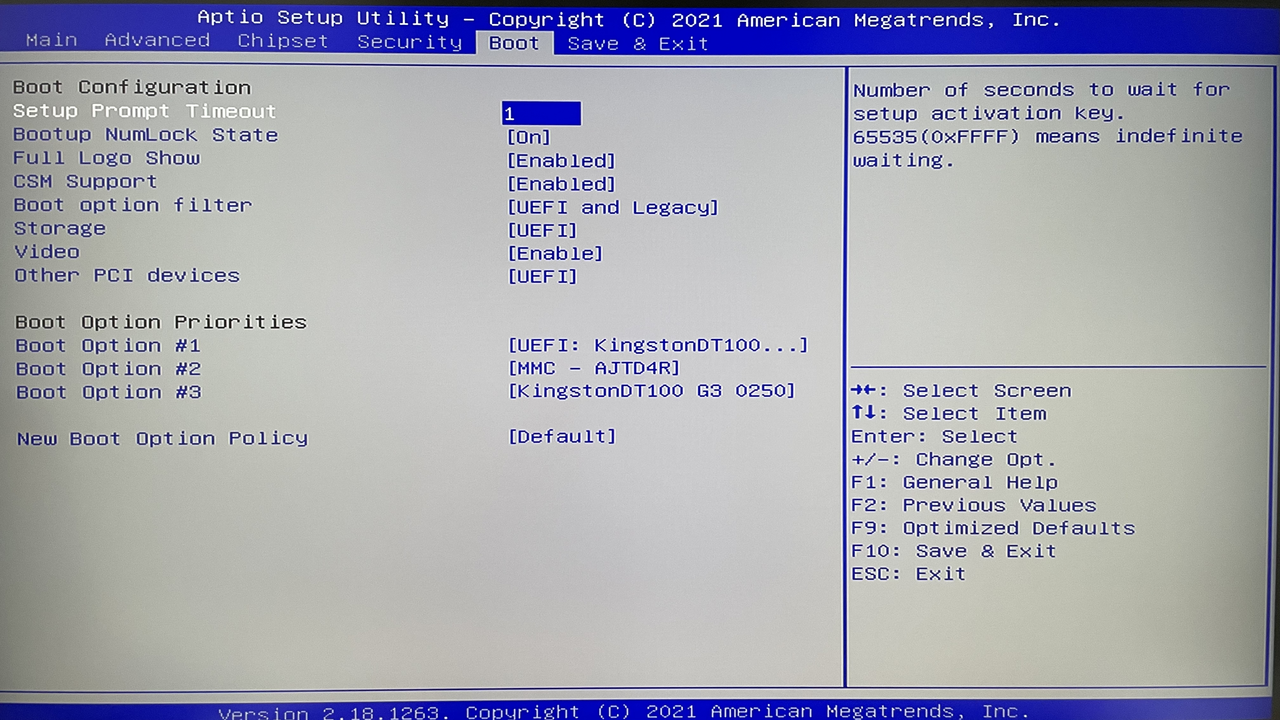 Aptio Setup Utility – Copyright (C) 2021 American Megatrends, Inc.
Main Advanced Chipset Security Boot Save & Exit
Boot Configuration
Setup Prompt Timeout 1
Bootup NumLock State [On]
Full Logo Show [Enabled]
CSM Support [Enabled]
Boot option filter [UEFI and Legacy]
Storage [UEFI]
Video [Enable]
Other PCI devices [UEFI]
Boot Option Priorities
Boot Option #1 [UEFI: KingstonDT100...]
Boot Option #2 [MMC - AJTD4R]
Boot Option #3 [KingstonDT100 G3 0250]
New Boot Option Policy [Default]
Number of seconds to wait for
setup activation key.
65535(0xFFFF) means indefinite
waiting.
→←: Select Screen
↑↓: Select Item
Enter: Select
+/-: Change Opt.
F1: General Help
F2: Previous Values
F9: Optimized Defaults
F10: Save & Exit
ESC: Exit
Version 2.18.1263. Copyright (C) 2021 American Megatrends, Inc.